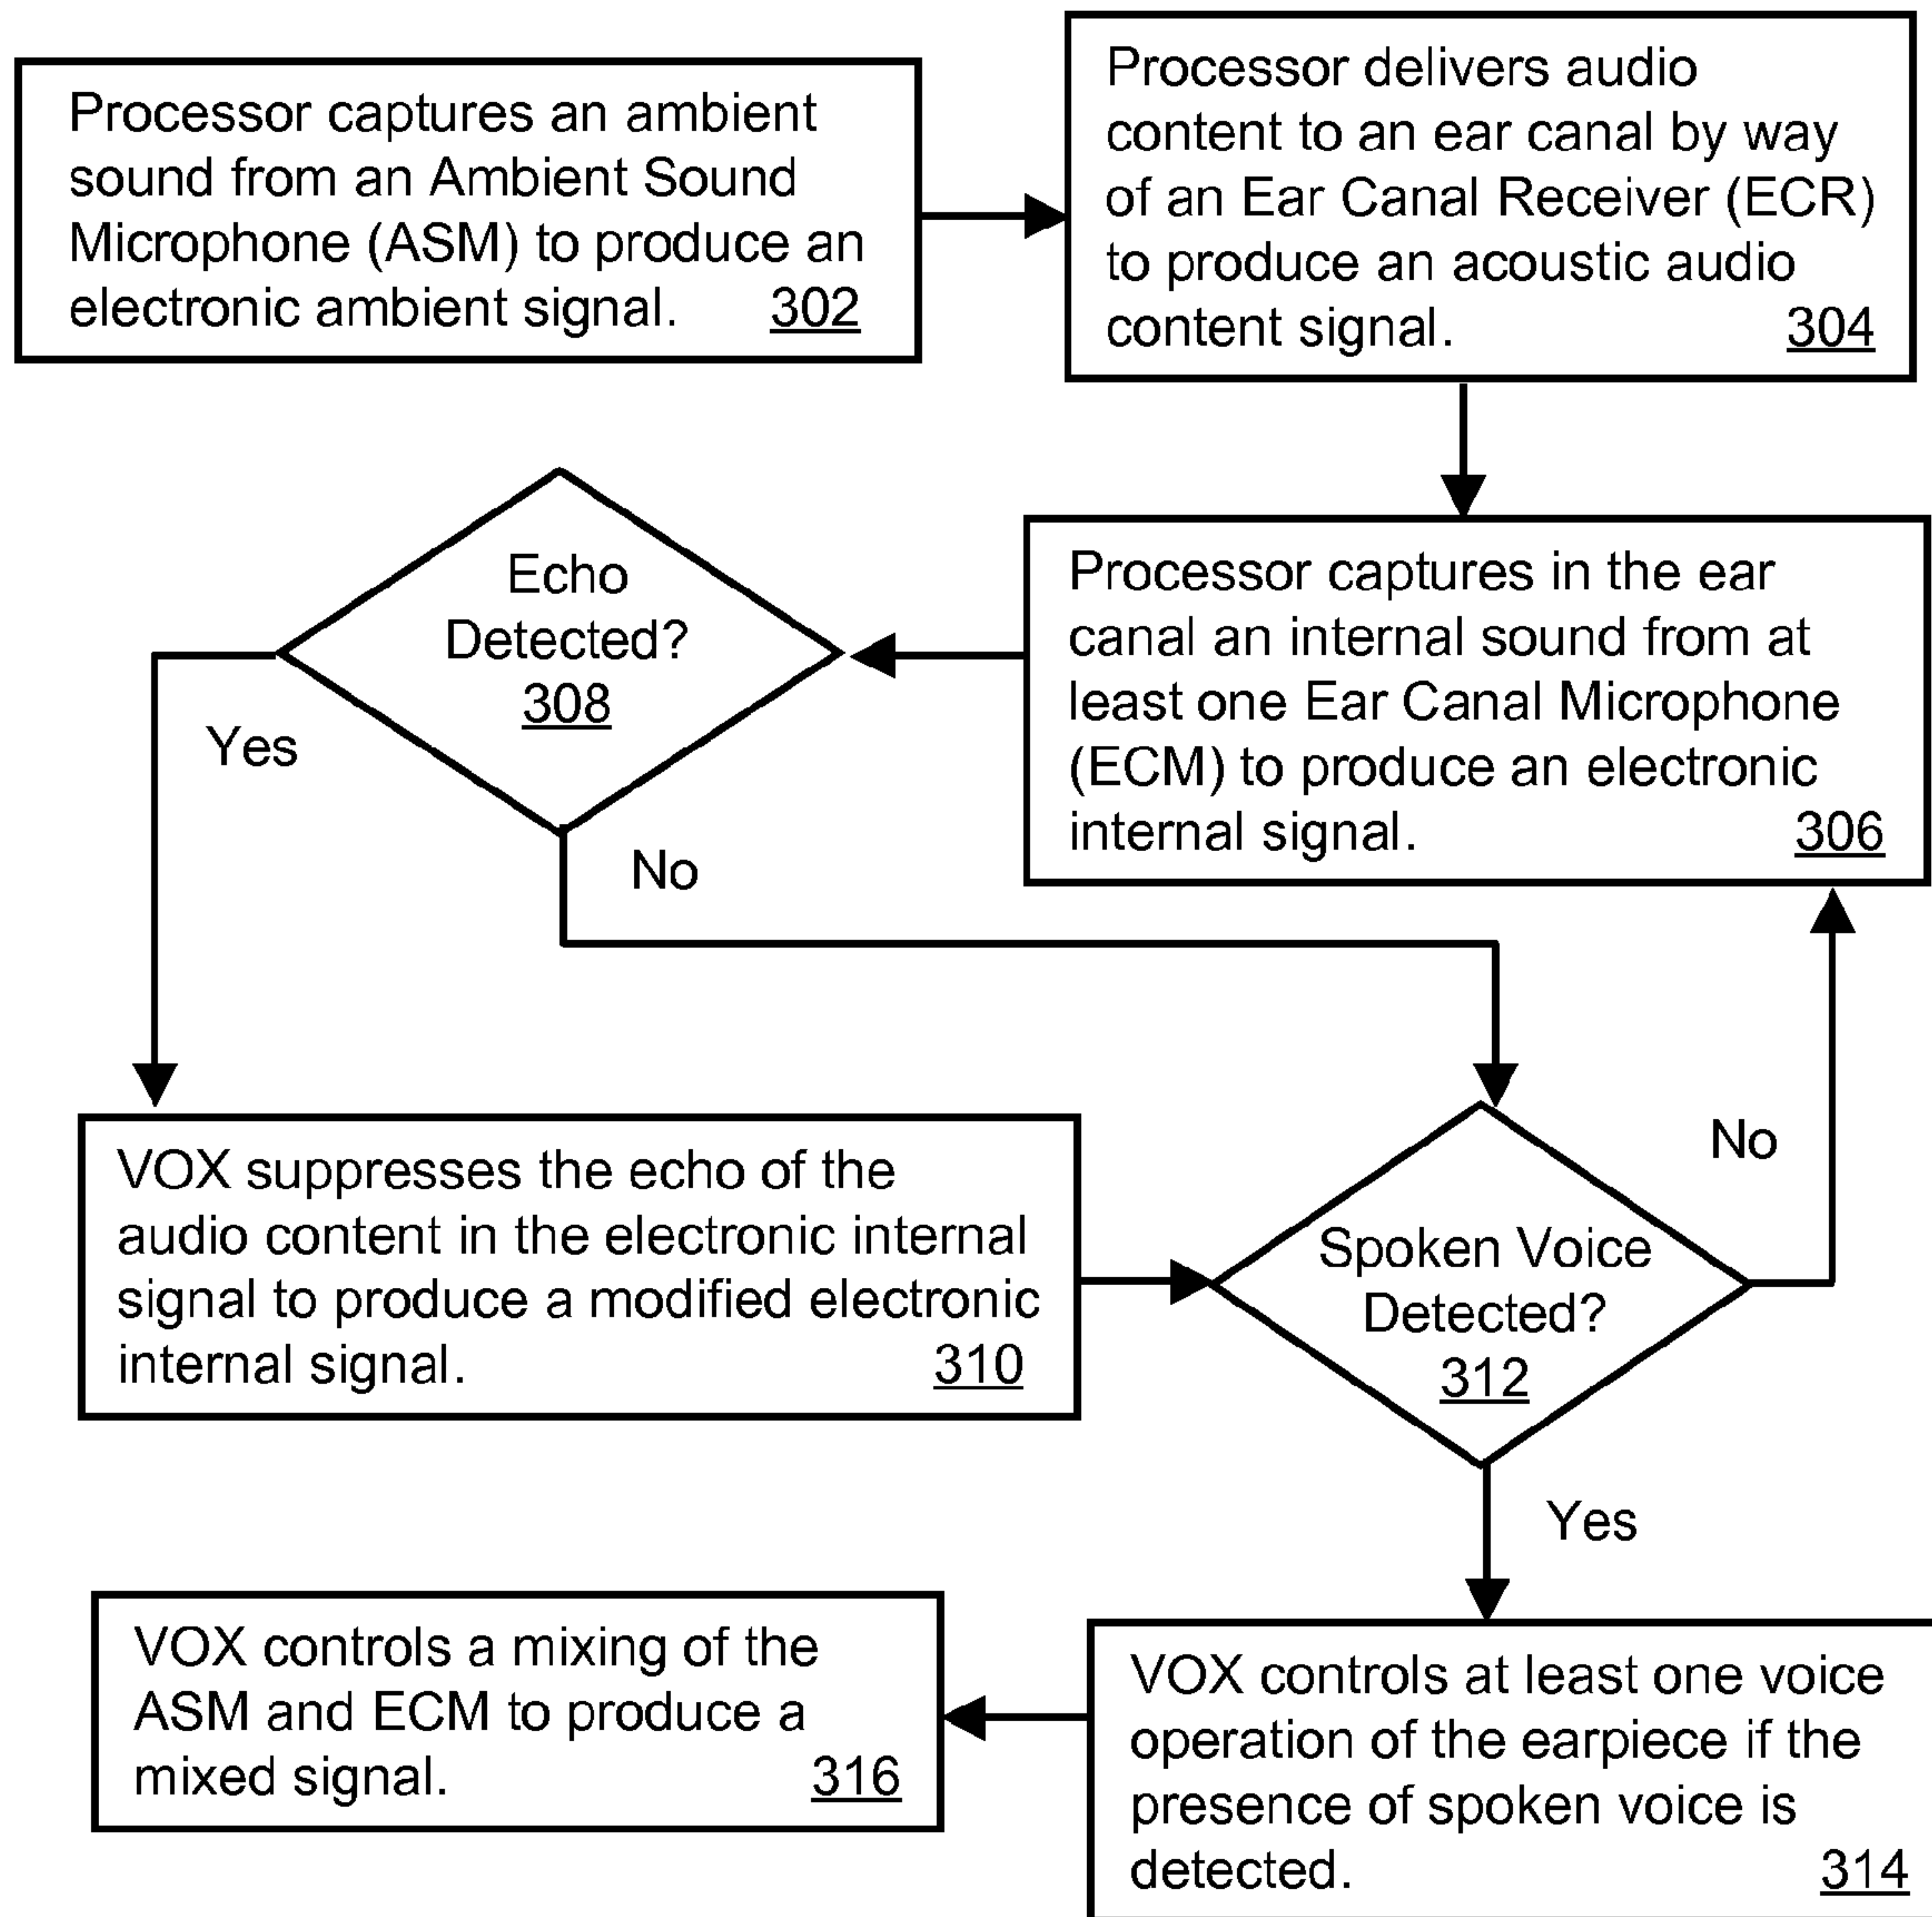 Processor captures an ambient
sound from an Ambient Sound
Microphone (ASM) to produce an
electronic ambient signal. 302
Processor delivers audio
content to an ear canal by way
of an Ear Canal Receiver (ECR)
to produce an acoustic audio
content signal. 304
Processor captures in the ear
canal an internal sound from at
least one Ear Canal Microphone
(ECM) to produce an electronic
internal signal. 306
Echo
Detected?
308
Yes
No
VOX suppresses the echo of the
audio content in the electronic internal
signal to produce a modified electronic
internal signal. 310
Spoken Voice
Detected?
312
No
Yes
VOX controls at least one voice
operation of the earpiece if the
presence of spoken voice is
detected. 314
VOX controls a mixing of the
ASM and ECM to produce a
mixed signal. 316